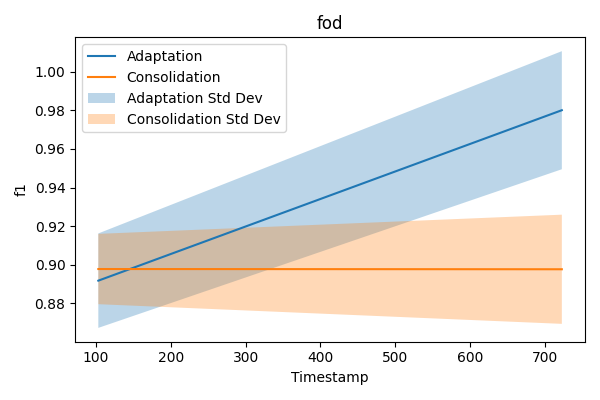 fod
Adaptation
Consolidation
Adaptation Std Dev
Consolidation Std Dev
f1
1.00
0.98
0.96
0.94
0.92
0.90
0.88
100 200 300 400 500 600 700
Timestamp